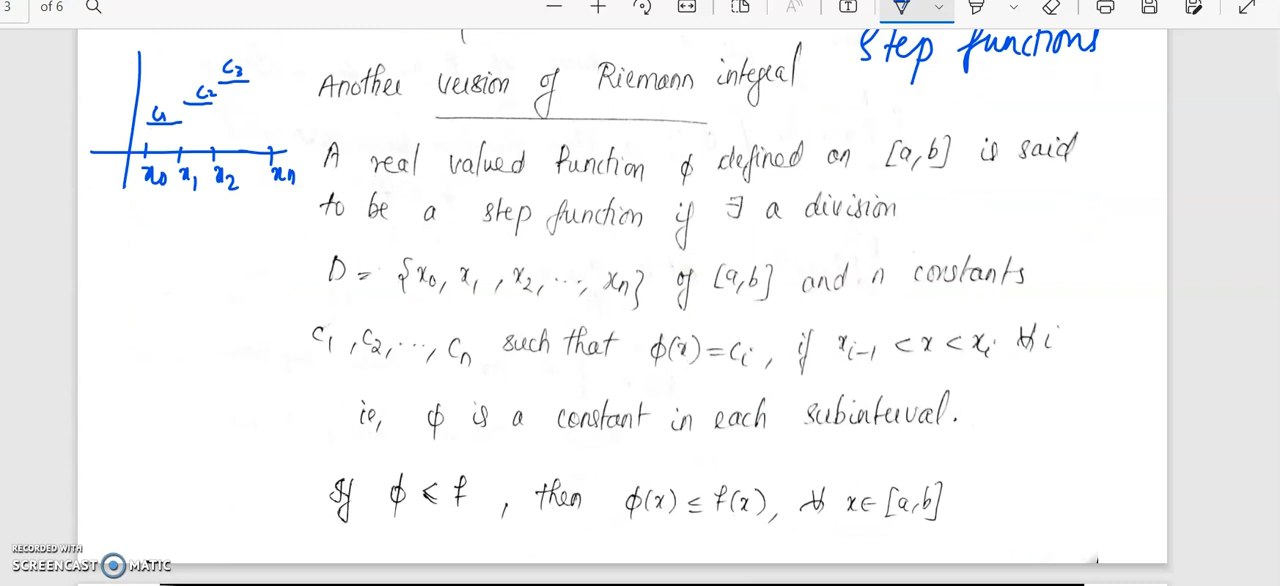 3 of 6
Step functions
C1 C2 C3
x0 x1 x2 xn
Another version of Riemann integral
A real valued function ϕ defined on [a,b] is said
to be a step function if ∃ a division
D = {x0, x1, x2, ..., xn} of [a,b] and n constants
C1, C2, ..., Cn such that ϕ(x) = Ci, if xi-1 < x < xi ∀ i
ie, ϕ is a constant in each subinterval.
If ϕ < f, then ϕ(x) ≤ f(x), ∀ x ∈ [a,b]
RECORDED WITH
SCREENCAST MATIC